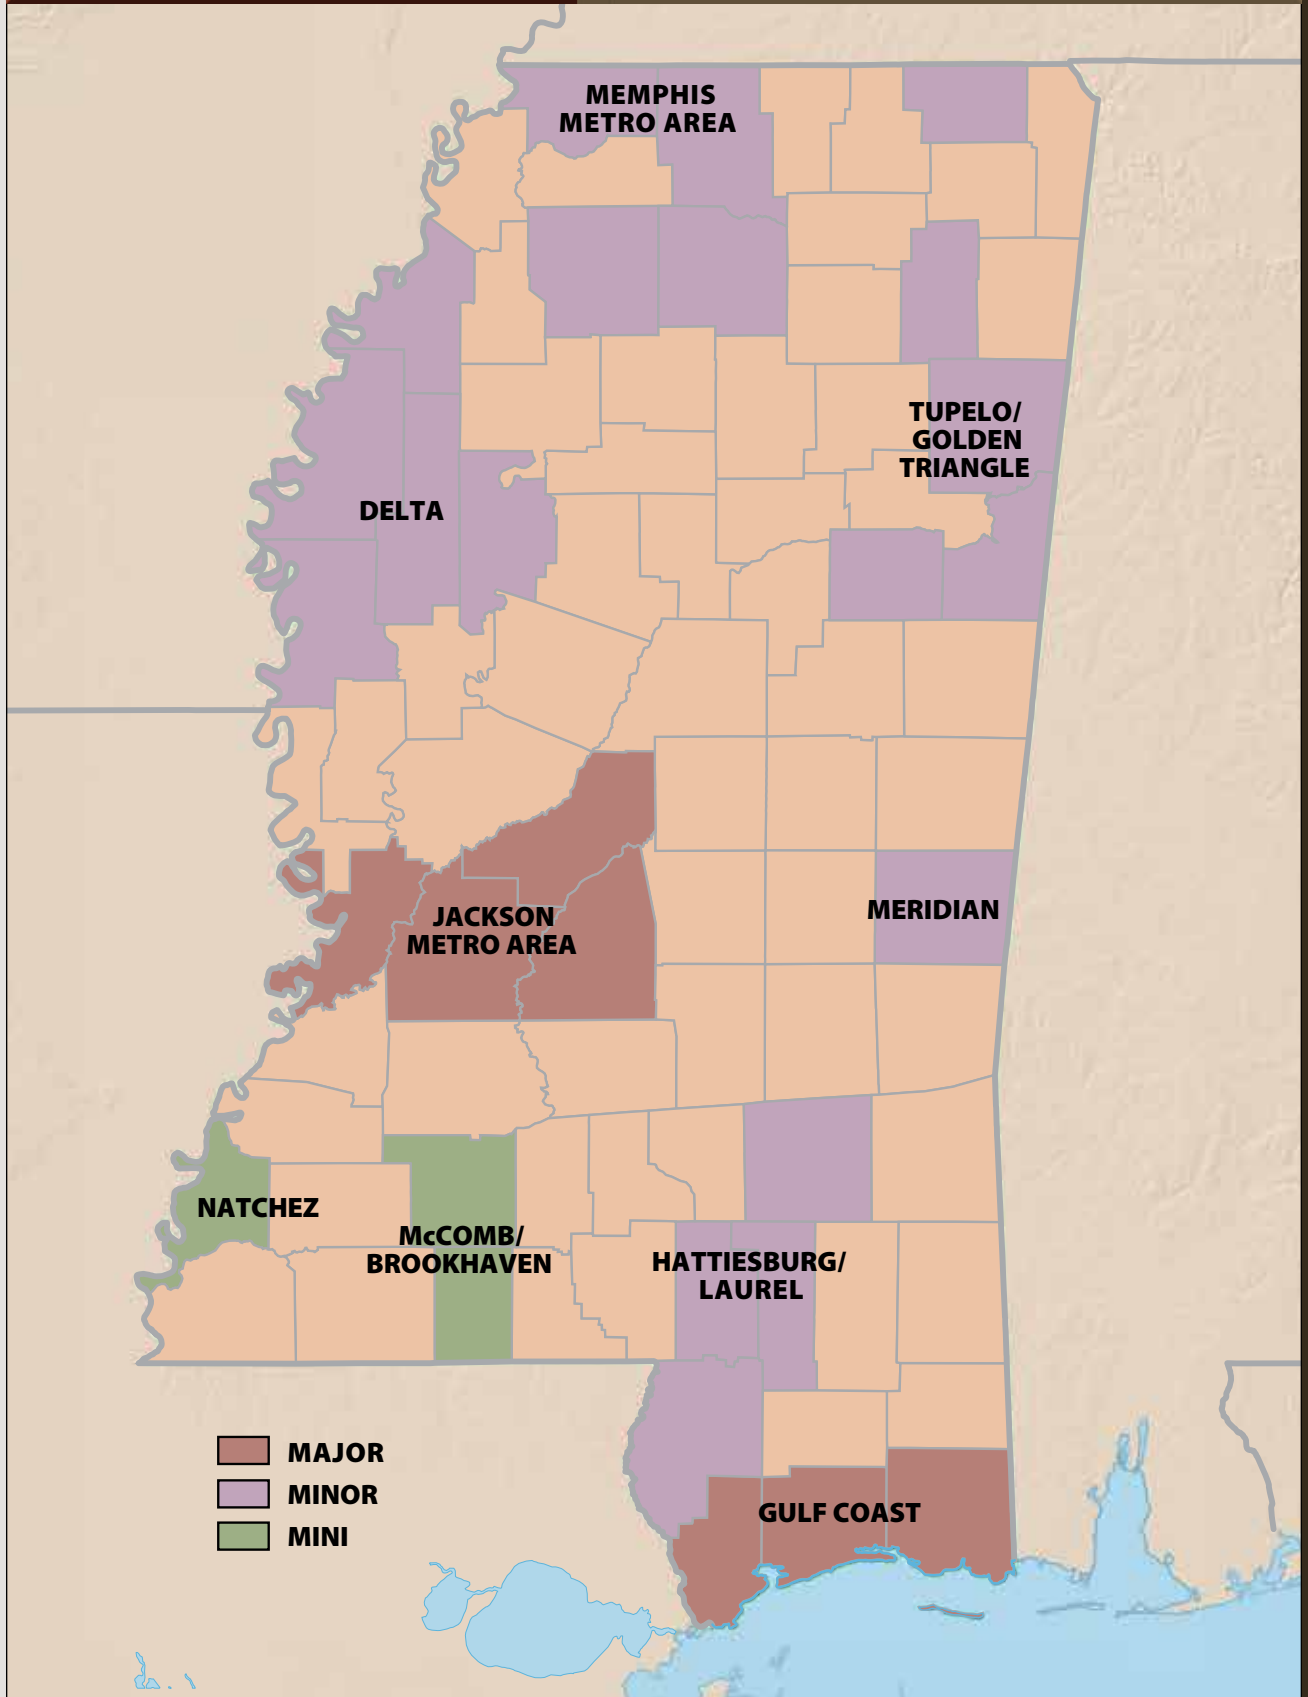 MEMPHIS
METRO AREA
TUPELO/
GOLDEN
TRIANGLE
DELTA
MERIDIAN
JACKSON
METRO AREA
NATCHEZ
McCOMB/
BROOKHAVEN
HATTIESBURG/
LAUREL
MAJOR
MINOR
MINI
GULF COAST